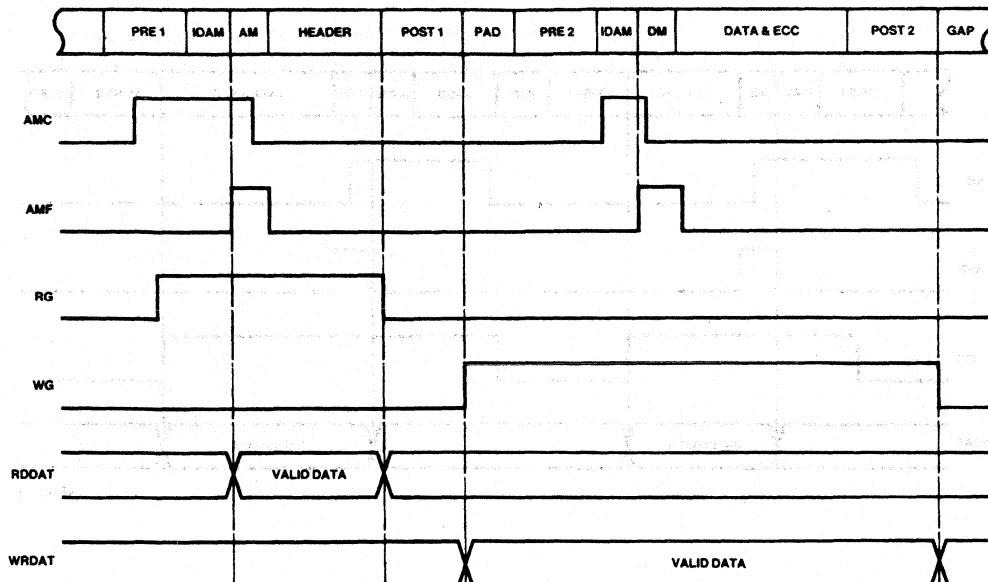 PRE 1 IDAM AM HEADER POST 1 PAD PRE 2 IDAM DM DATA & ECC POST 2 GAP
AMC
AMF
RG
WG
RDDAT VALID DATA
WRDAT VALID DATA